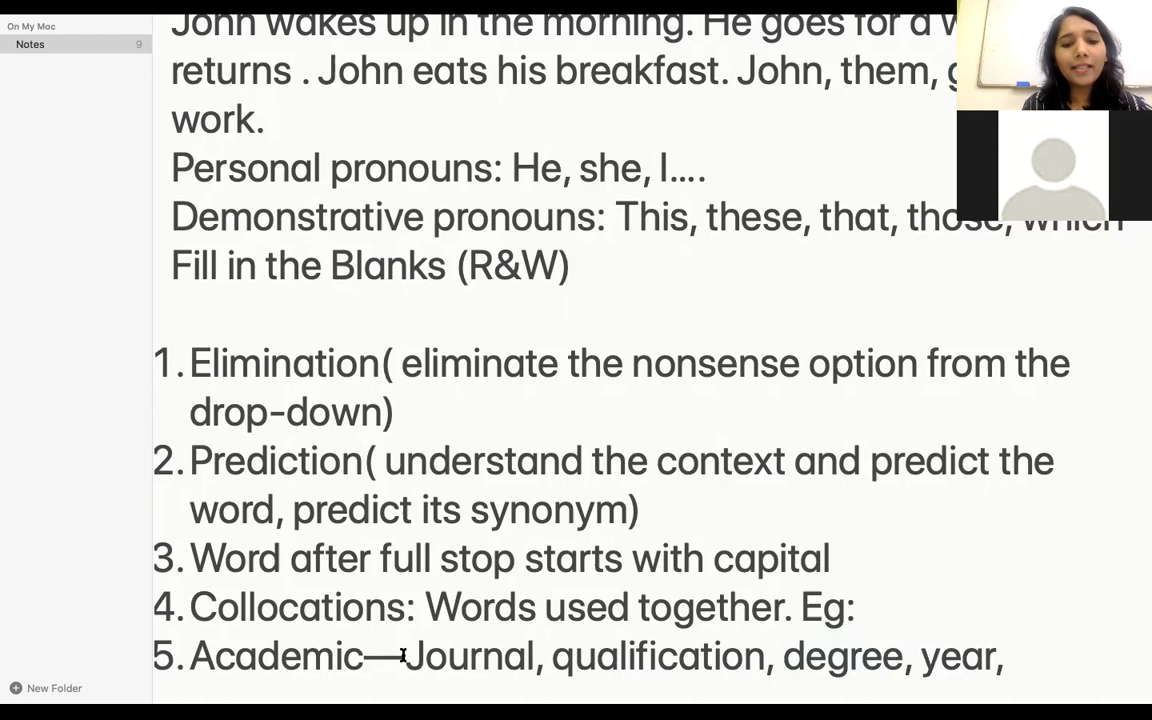 On My Mac
Notes 9
John wakes up in the morning. He goes for a
returns . John eats his breakfast. John, them,
work.
Personal pronouns: He, she, I....
Demonstrative pronouns: This, these, that, those, which
Fill in the Blanks (R&W)
1. Elimination( eliminate the nonsense option from the
drop-down)
2. Prediction( understand the context and predict the
word, predict its synonym)
3. Word after full stop starts with capital
4. Collocations: Words used together. Eg:
5. Academic—Journal, qualification, degree, year,
New Folder